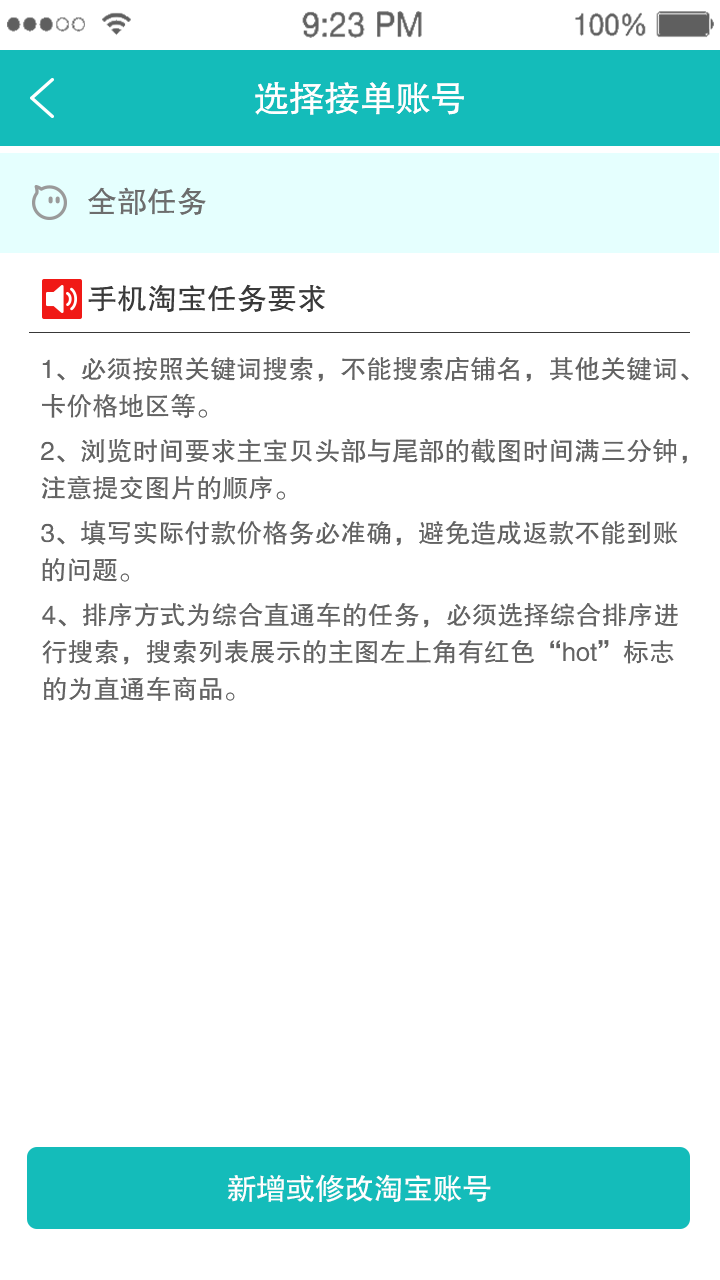 9:23 PM 100%
选择接单账号
全部任务
手机淘宝任务要求
1、必须按照关键词搜索，不能搜索店铺名，其他关键词、
卡价格地区等。
2、浏览时间要求主宝贝头部与尾部的截图时间满三分钟，
注意提交图片的顺序。
3、填写实际付款价格务必准确，避免造成返款不能到账
的问题。
4、排序方式为综合直通车的任务，必须选择综合排序进
行搜索，搜索列表展示的主图左上角有红色“hot”标志
的为直通车商品。
新增或修改淘宝账号